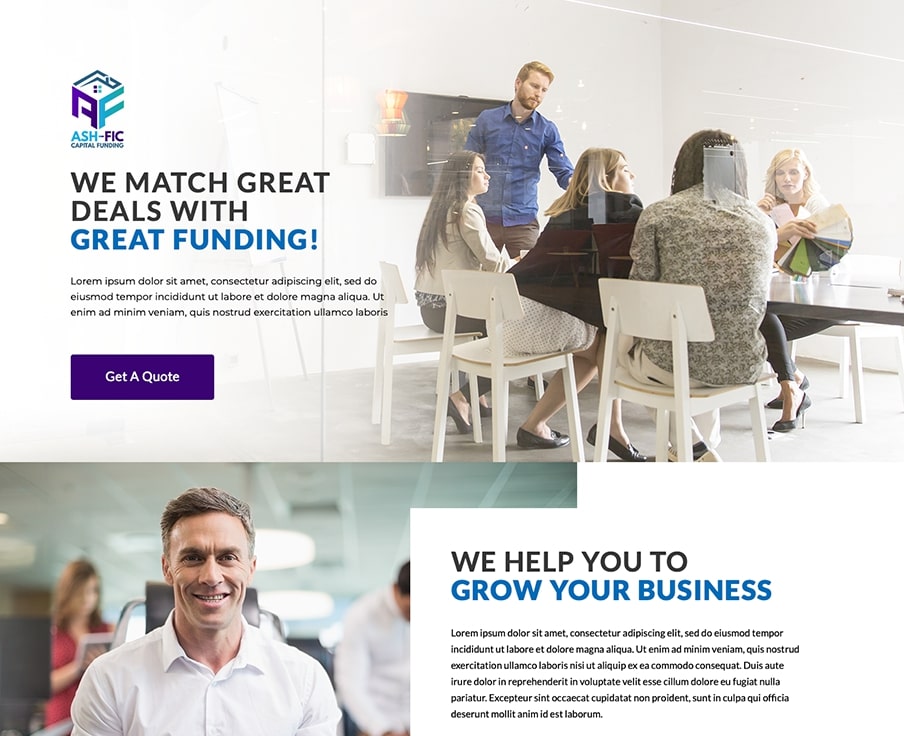 AF
ASH-FIC
CAPITAL FUNDING
WE MATCH GREAT
DEALS WITH
GREAT FUNDING!
Lorem ipsum dolor sit amet, consectetur adipiscing elit, sed do
eiusmod tempor incididunt ut labore et dolore magna aliqua. Ut
enim ad minim veniam, quis nostrud exercitation ullamco laboris
Get A Quote
WE HELP YOU TO
GROW YOUR BUSINESS
Lorem ipsum dolor sit amet, consectetur adipiscing elit, sed do eiusmod tempor
incididunt ut labore et dolore magna aliqua. Ut enim ad minim veniam, quis nostrud
exercitation ullamco laboris nisi ut aliquip ex ea commodo consequat. Duis aute
irure dolor in reprehenderit in voluptate velit esse cillum dolore eu fugiat nulla
pariatur. Excepteur sint occaecat cupidatat non proident, sunt in culpa qui officia
deserunt mollit anim id est laborum.